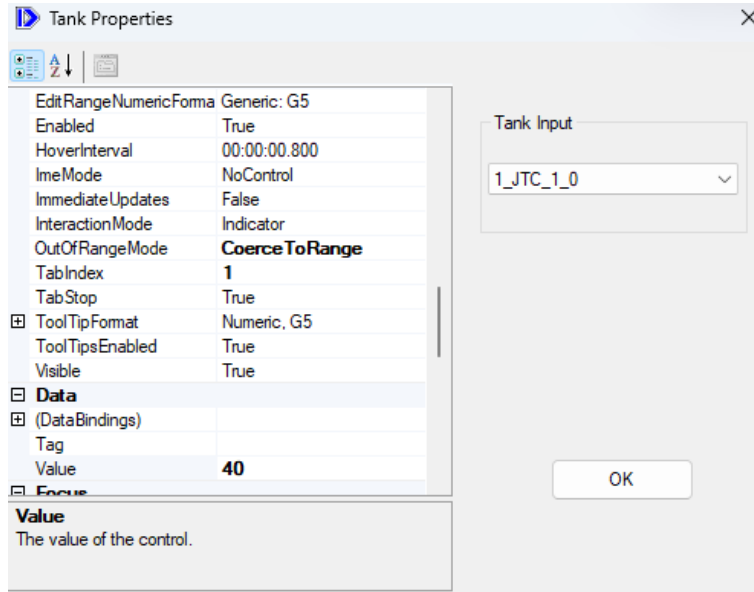 Tank Properties
EditRangeNumericForma Generic: G5
Enabled True
HoverInterval 00:00:00.800
ImeMode NoControl
ImmediateUpdates False
InteractionMode Indicator
OutOfRangeMode CoerceToRange
TabIndex 1
TabStop True
ToolTipFormat Numeric, G5
ToolTipsEnabled True
Visible True
Data
(DataBindings)
Tag
Value 40
Focus
Value
The value of the control.
Tank Input
1_JTC_1_0
OK